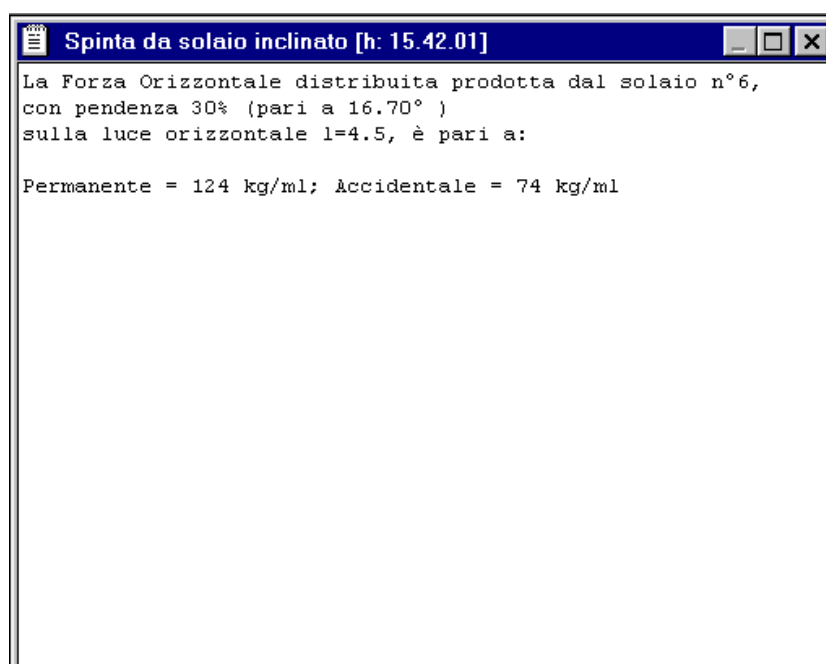 Spinta da solaio inclinato [h: 15.42.01]
La Forza Orizzontale distribuita prodotta dal solaio n°6,
con pendenza 30% (pari a 16.70° )
sulla luce orizzontale l=4.5, è pari a:
Permanente = 124 kg/ml; Accidentale = 74 kg/ml